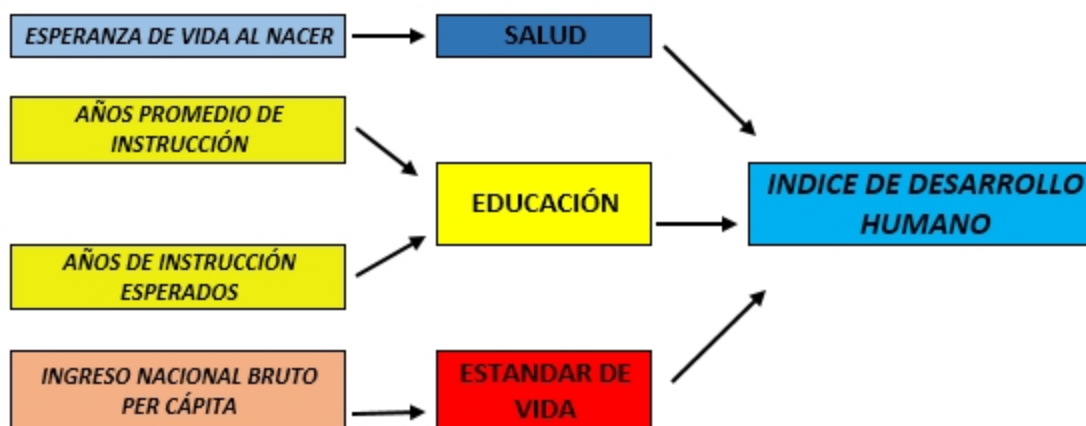 ESPERANZA DE VIDA AL NACER
SALUD
AÑOS PROMEDIO DE
INSTRUCCIÓN
EDUCACIÓN
INDICE DE DESARROLLO
HUMANO
AÑOS DE INSTRUCCIÓN
ESPERADOS
INGRESO NACIONAL BRUTO
PER CÁPITA
ESTANDAR DE
VIDA